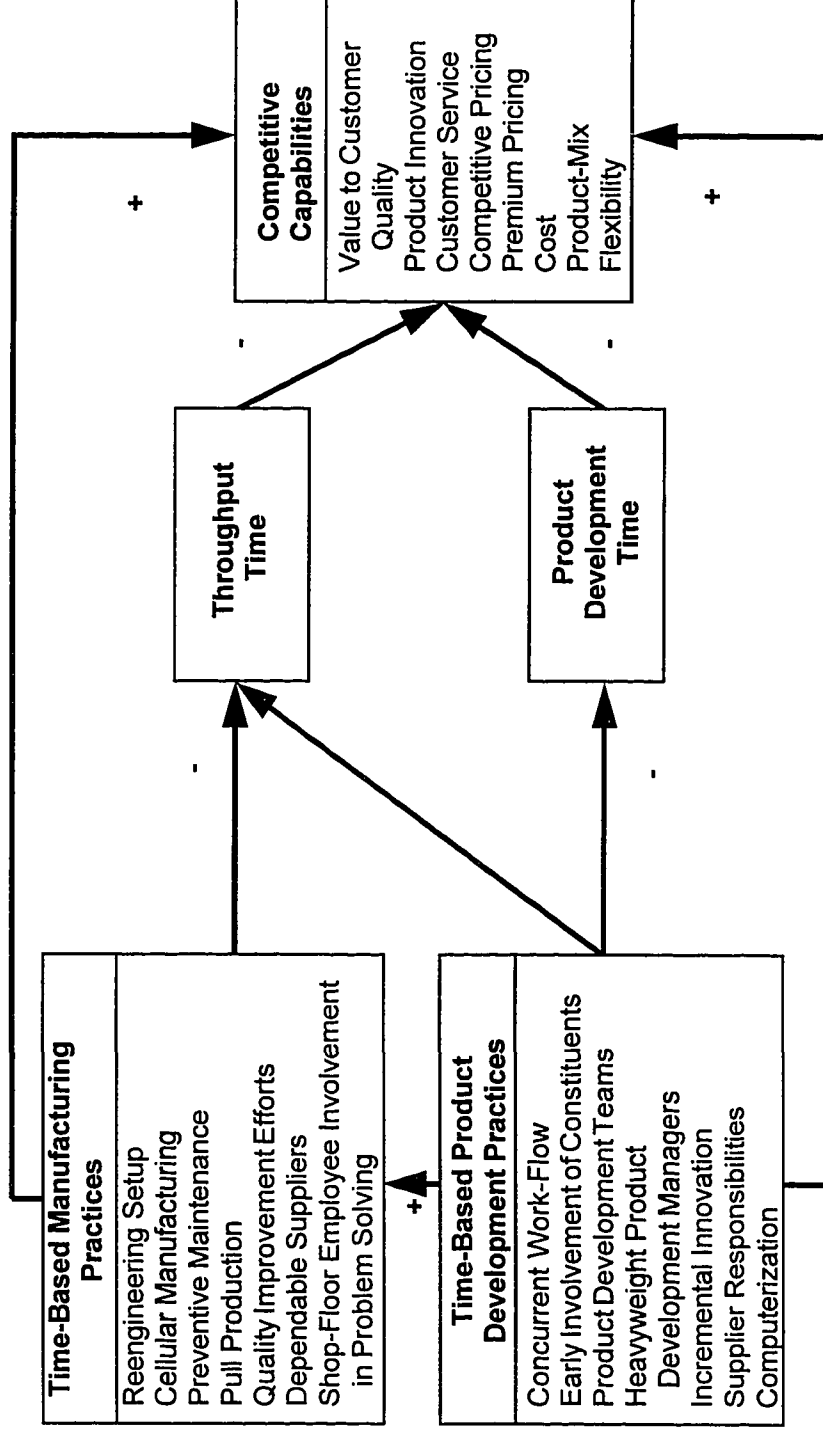 Time-Based Manufacturing
Practices
Reengineering Setup
Cellular Manufacturing
Preventive Maintenance
Pull Production
Quality Improvement Efforts
Dependable Suppliers
Shop-Floor Employee Involvement
in Problem Solving
+
Time-Based Product
Development Practices
Concurrent Work-Flow
Early Involvement of Constituents
Product Development Teams
Heavyweight Product
Development Managers
Incremental Innovation
Supplier Responsibilities
Computerization
-
-
Throughput
Time
Product
Development
Time
-
-
+
Competitive
Capabilities
Value to Customer
Quality
Product Innovation
Customer Service
Competitive Pricing
Premium Pricing
Cost
Product-Mix
Flexibility
+